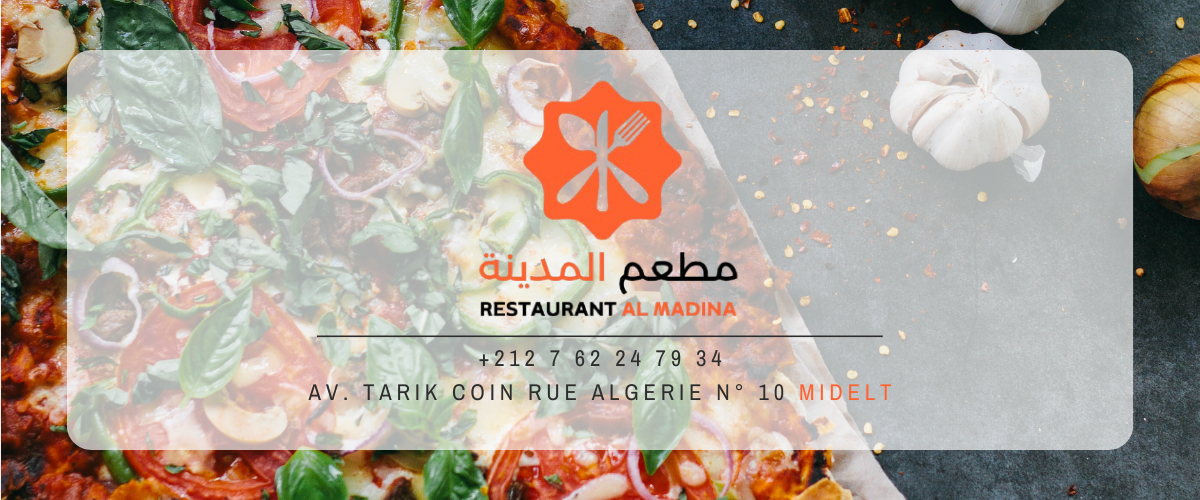 مطعم المدينة
RESTAURANT AL MADINA
+212 7 62 24 79 34
AV. TARIK COIN RUE ALGERIE N° 10 MIDELT